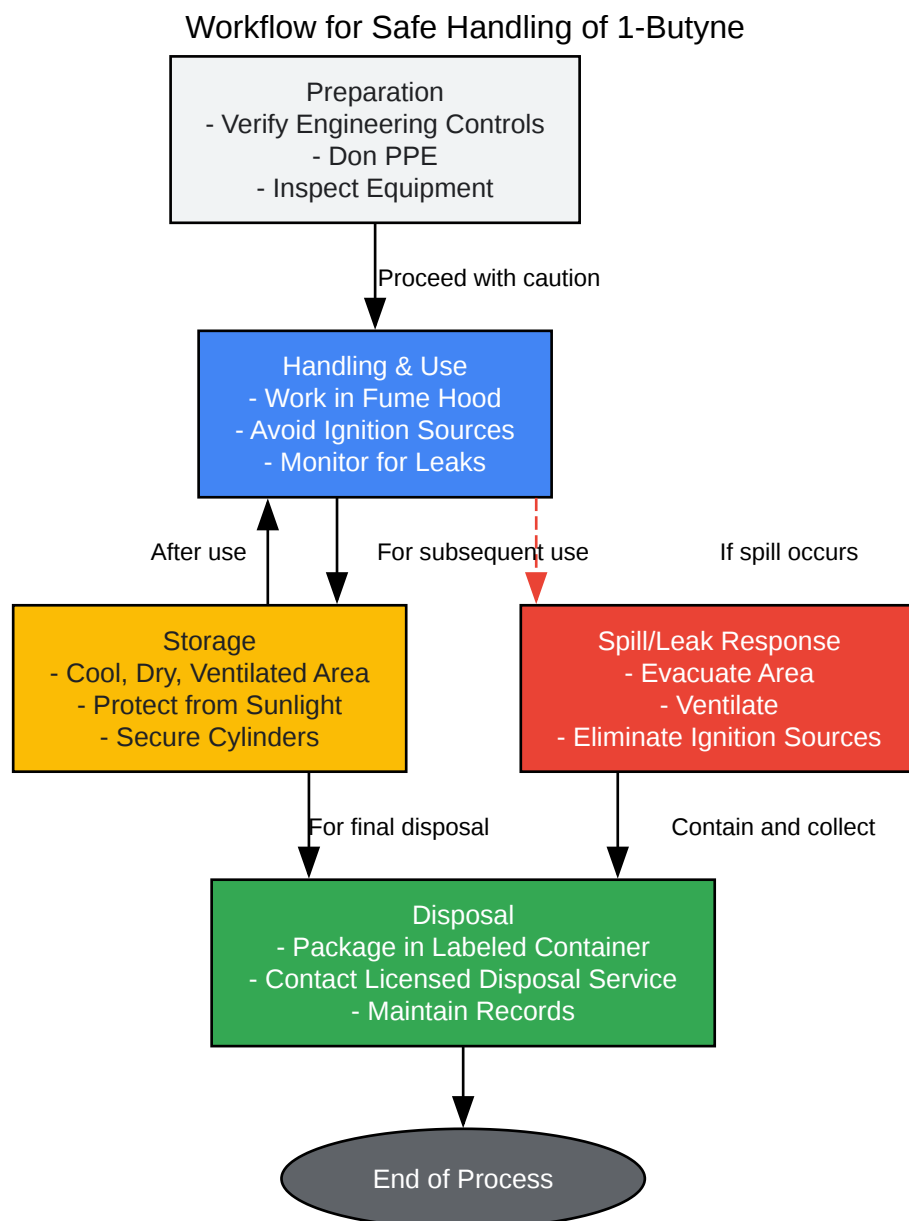 Workflow for Safe Handling of 1-Butyne
Preparation
- Verify Engineering Controls
- Don PPE
- Inspect Equipment
Proceed with caution
Handling & Use
- Work in Fume Hood
- Avoid Ignition Sources
- Monitor for Leaks
After use
For subsequent use
If spill occurs
Storage
- Cool, Dry, Ventilated Area
- Protect from Sunlight
- Secure Cylinders
Spill/Leak Response
- Evacuate Area
- Ventilate
- Eliminate Ignition Sources
For final disposal
Contain and collect
Disposal
- Package in Labeled Container
- Contact Licensed Disposal Service
- Maintain Records
End of Process